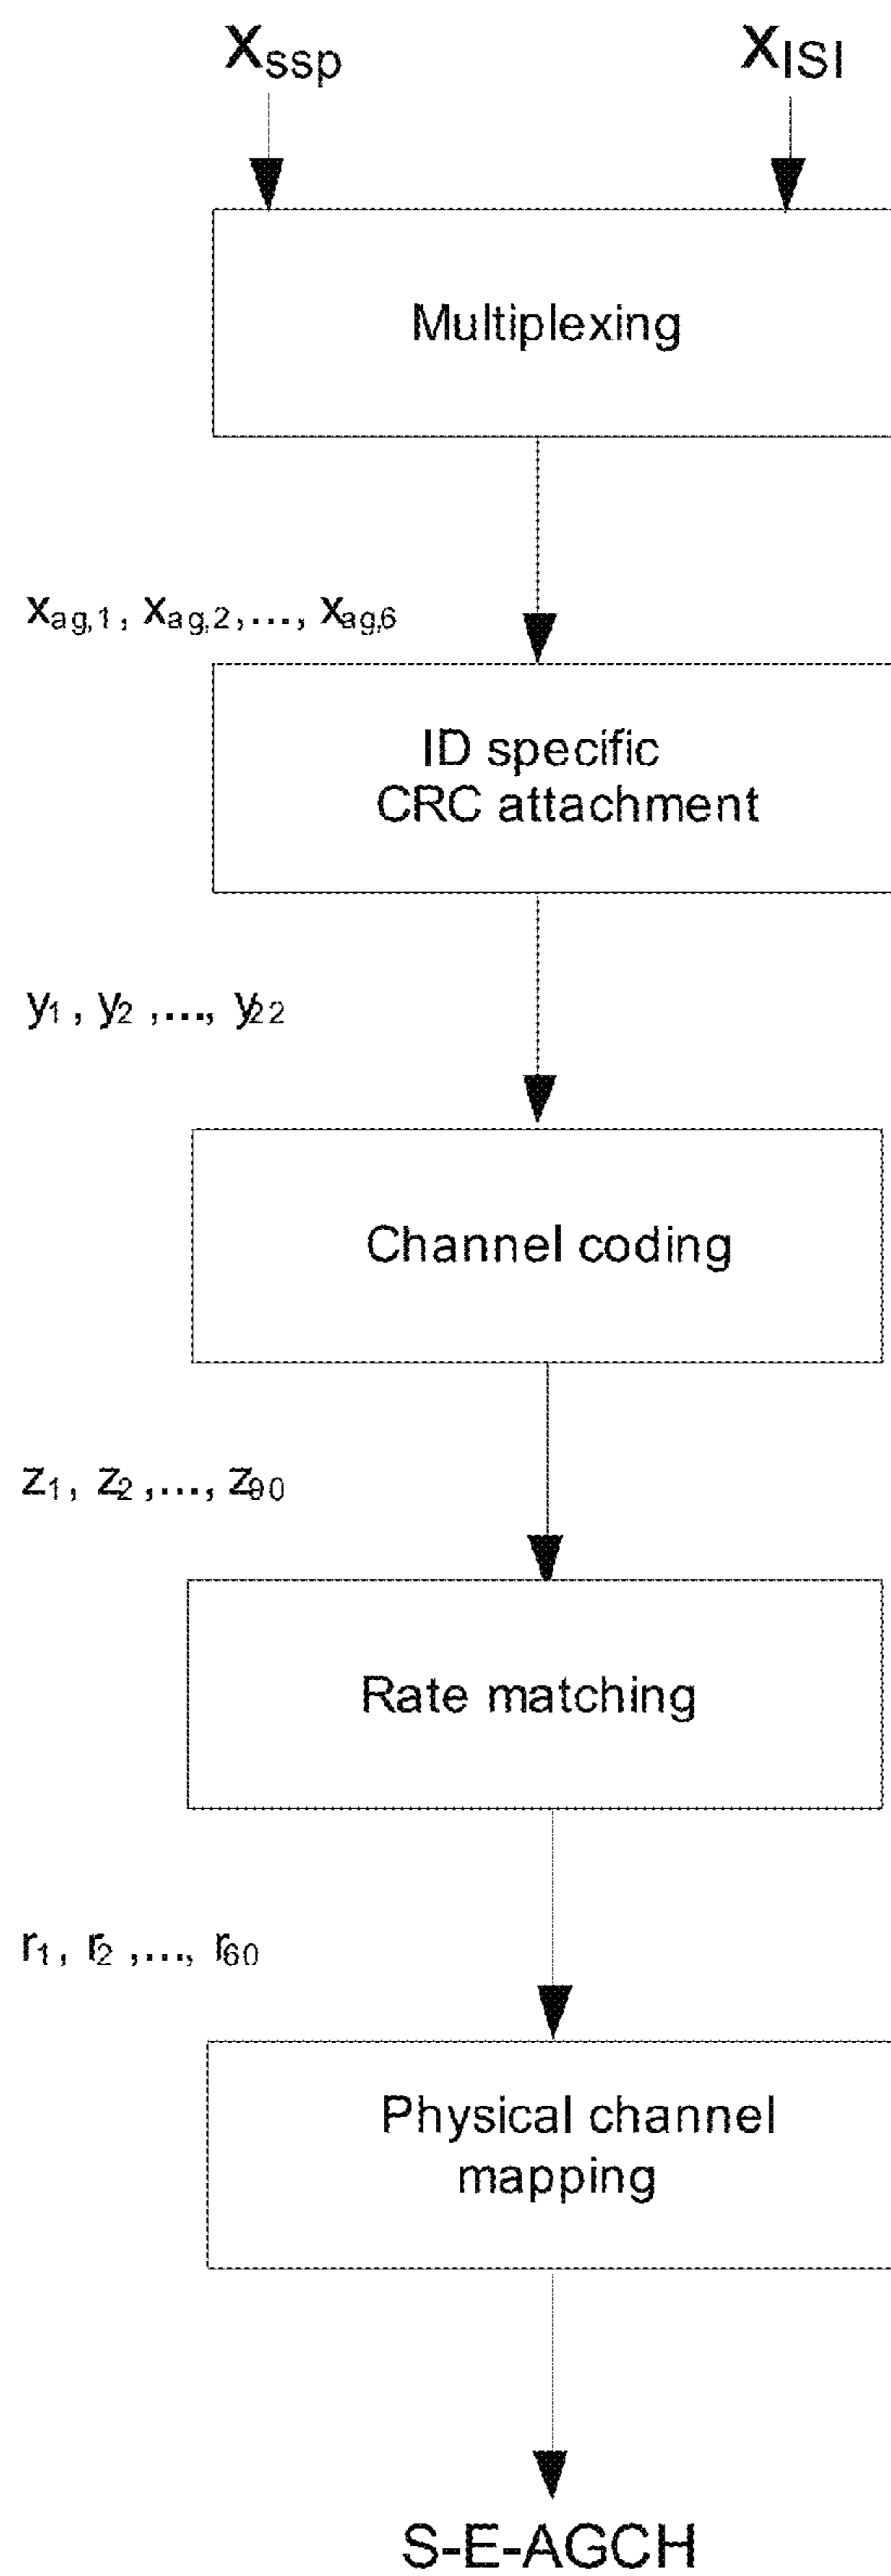 Xssp XISI
Multiplexing
xag,1, xag,2,..., xag,6
ID specific
CRC attachment
y1, y2 ,..., y22
Channel coding
z1, z2 ,..., z90
Rate matching
r1, r2 ,..., r60
Physical channel
mapping
S-E-AGCH